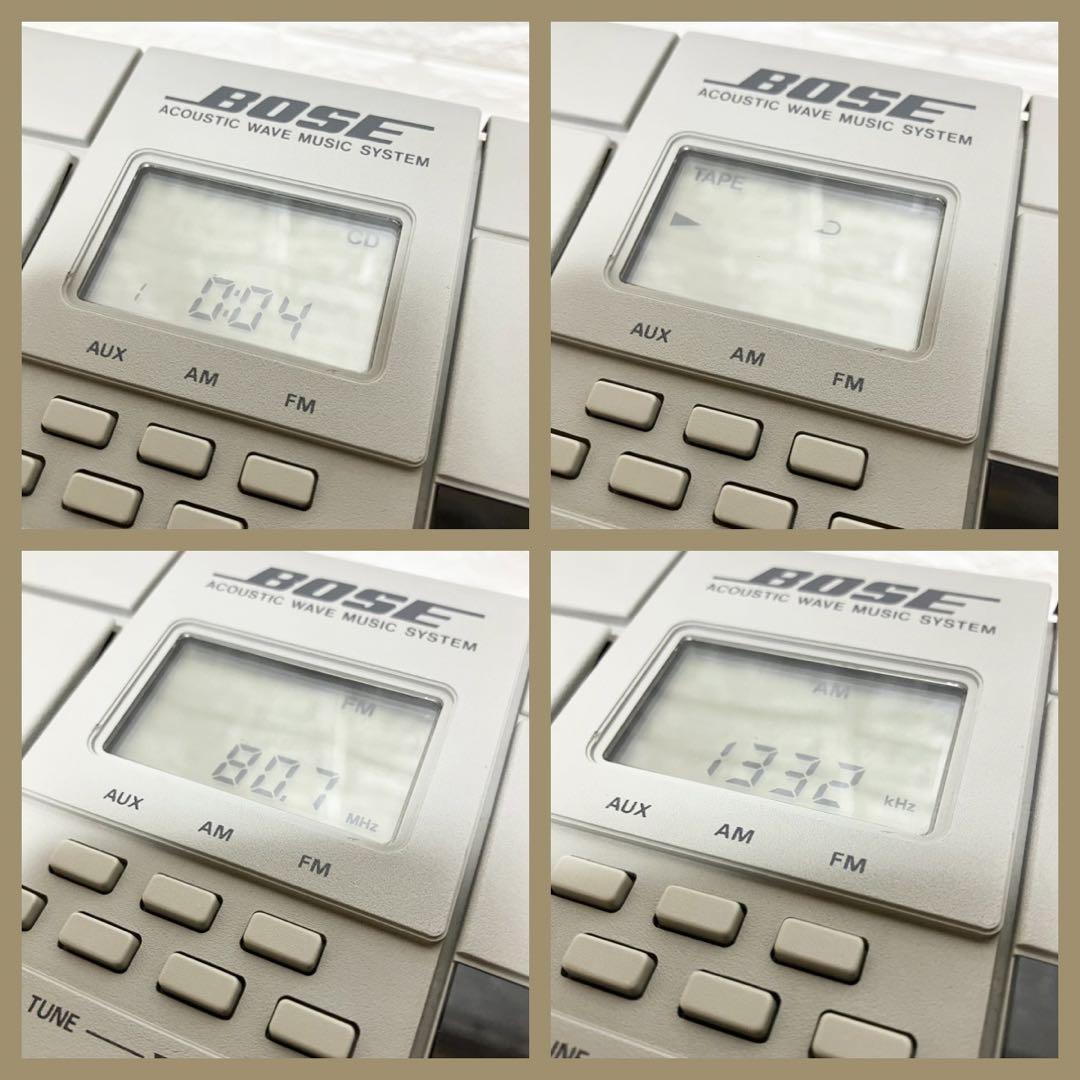 BOSE
ACOUSTIC WAVE MUSIC SYSTEM
CD
1 0:04
AUX
AM
FM
BOSE
ACOUSTIC WAVE MUSIC SYSTEM
TAPE
AUX
AM
FM
BOSE
ACOUSTIC WAVE MUSIC SYSTEM
FM
80.7
MHz
AUX
AM
FM
TUNE
BOSE
ACOUSTIC WAVE MUSIC SYSTEM
AM
1332 kHz
AUX
AM
FM
UNE